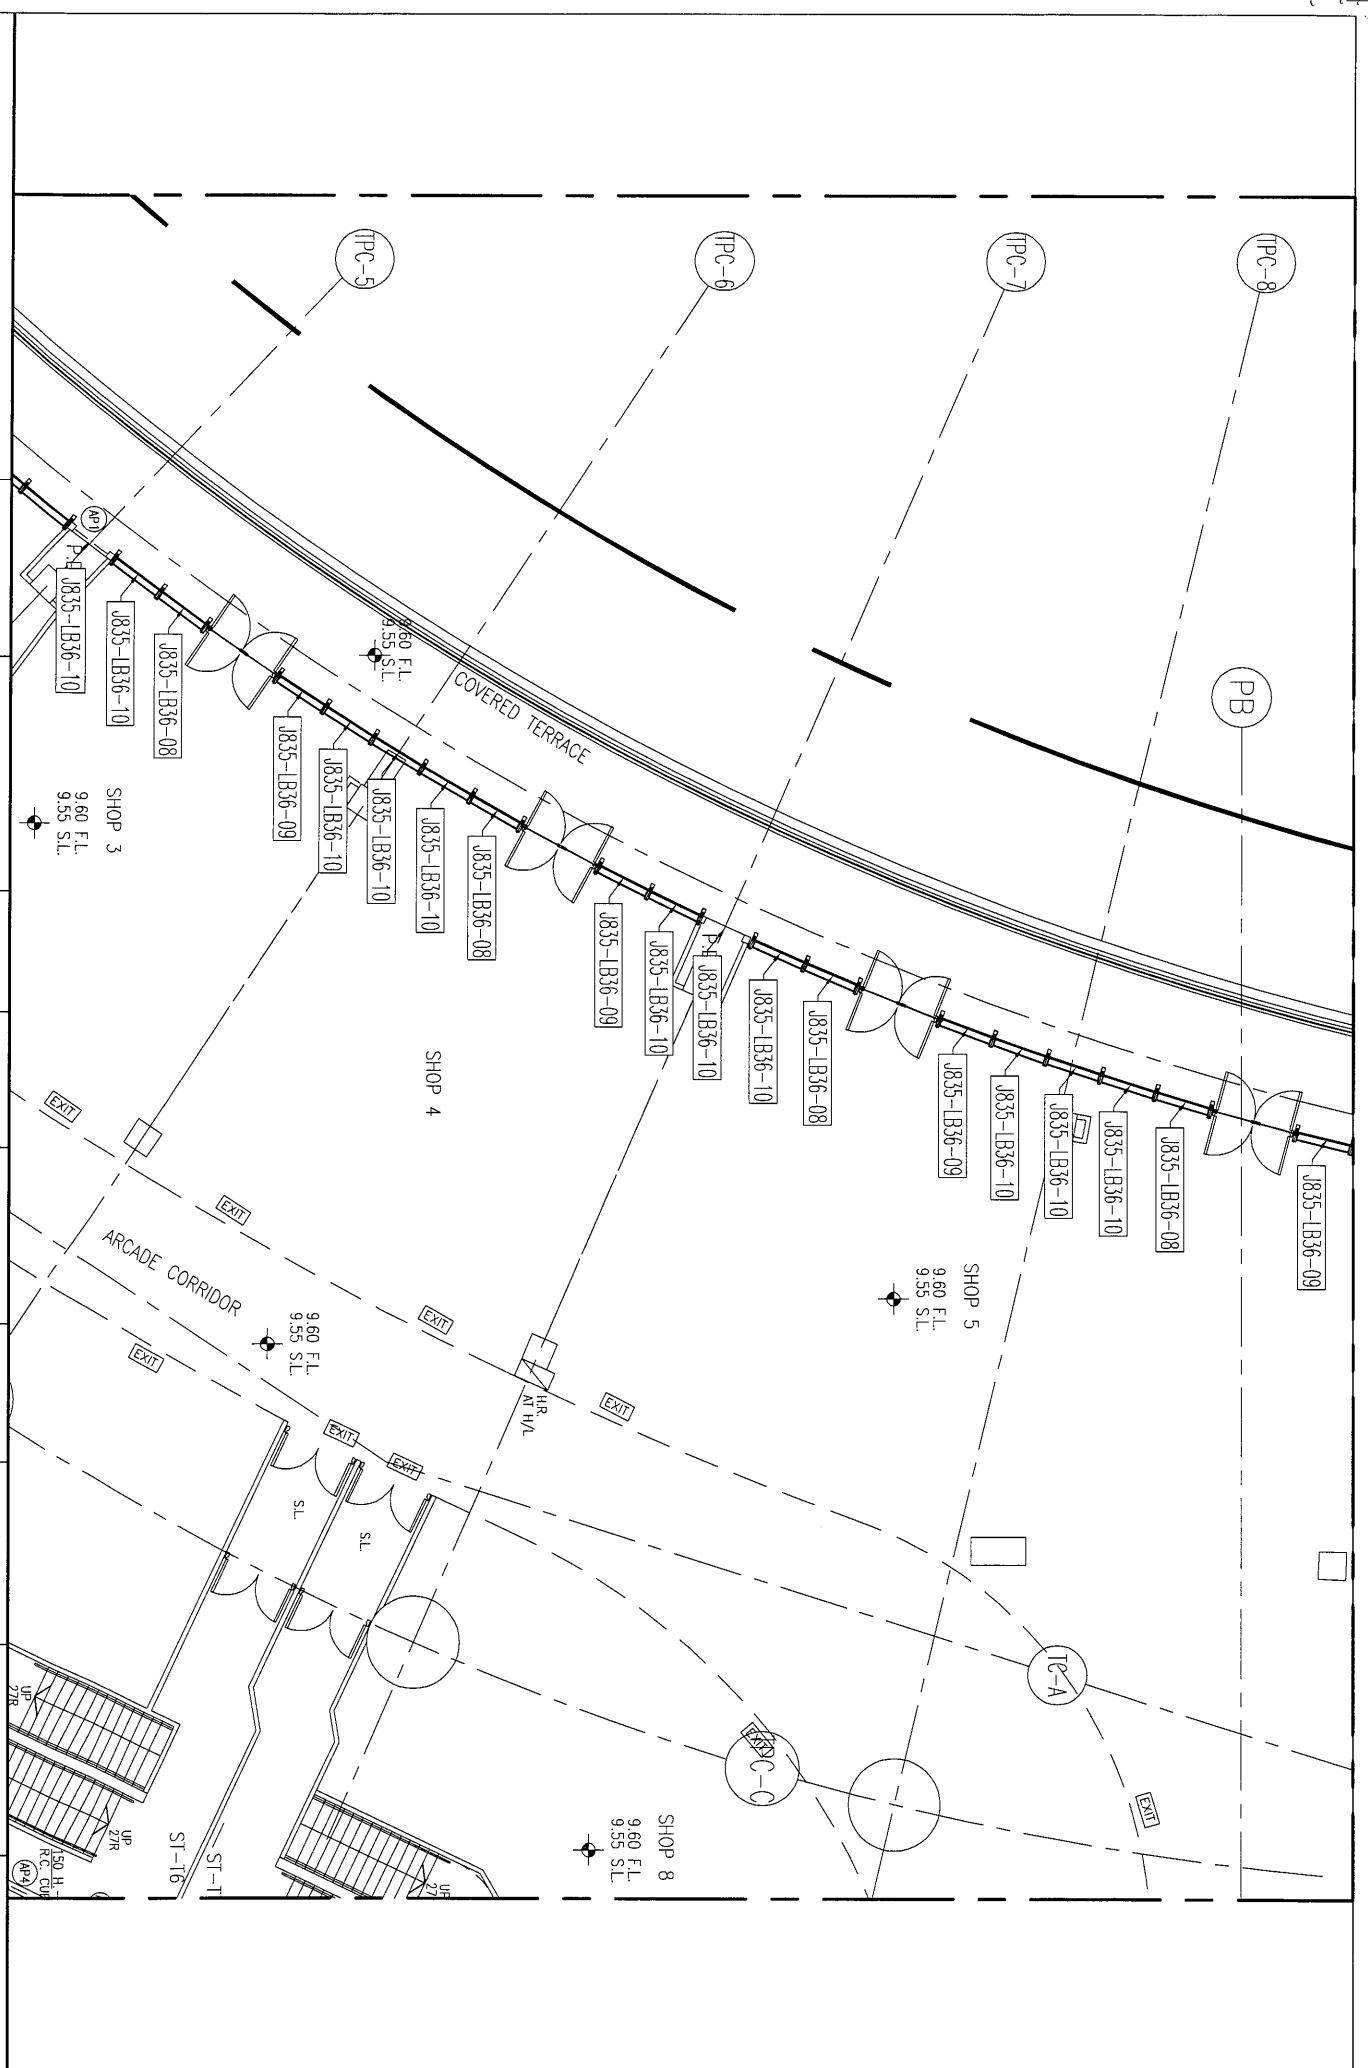 TPC-5
TPC-6
TPC-7
TPC-8
PB
AP1
J835-LB36-10
J835-LB36-10
J835-LB36-08
J835-LB36-09
J835-LB36-10
J835-LB36-10
J835-LB36-10
J835-LB36-08
J835-LB36-09
J835-LB36-10
J835-LB36-10
J835-LB36-10
J835-LB36-08
J835-LB36-09
J835-LB36-10
J835-LB36-10
J835-LB36-10
J835-LB36-08
J835-LB36-09
9.60 F.L.
9.55 S.L.
COVERED TERRACE
SHOP 3
9.60 F.L.
9.55 S.L.
SHOP 4
SHOP 5
9.60 F.L.
9.55 S.L.
EXIT
EXIT
EXIT
EXIT
EXIT
EXIT
EXIT
EXIT
EXIT
ARCADE CORRIDOR
9.60 F.L.
9.55 S.L.
H.R.
AT H/L
S.L.
S.L.
TC-A
SHOP 8
9.60 F.L.
9.55 S.L.
UP
27R
UP
27R
ST-T6
ST-T
150 H.
R.C.
AP4